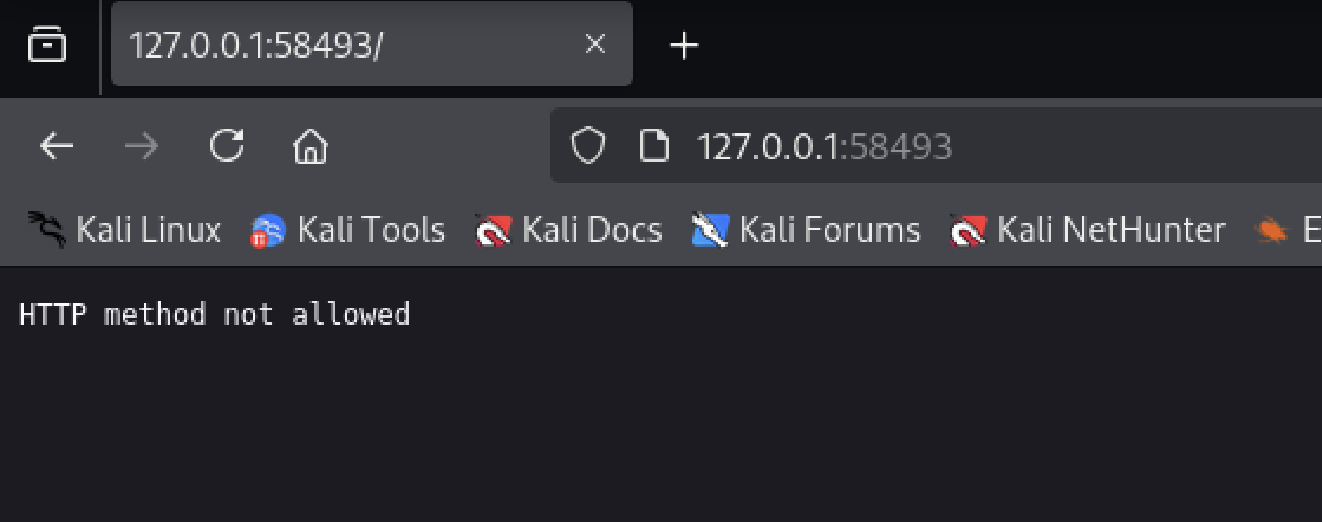 127.0.0.1:58493/
127.0.0.1:58493
Kali Linux Kali Tools Kali Docs Kali Forums Kali NetHunter E
HTTP method not allowed